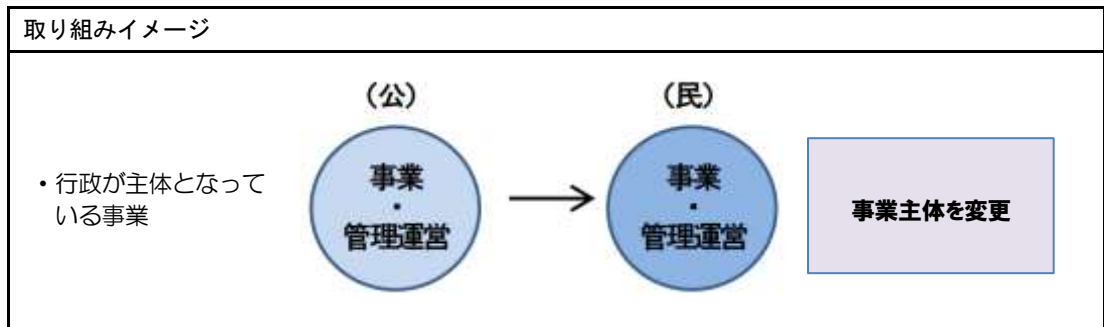 取り組みイメージ
(公)
(民)
・行政が主体となって
いる事業
事業
・
管理運営
事業
・
管理運営
事業主体を変更